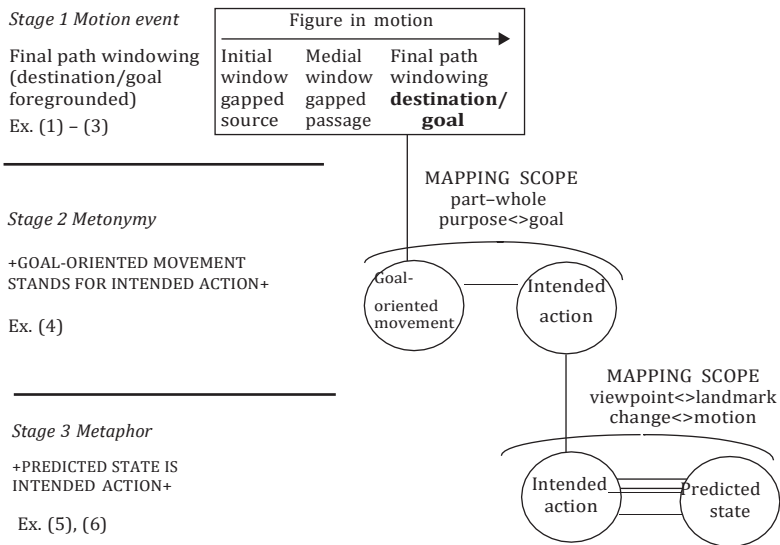 Stage 1 Motion event
Final path windowing
(destination/goal
foregrounded)
Ex. (1) – (3)
Figure in motion
Initial
window
gapped
source
Medial
window
gapped
passage
Final path
windowing
destination/
goal
MAPPING SCOPE
part–whole
purpose<>goal
Stage 2 Metonymy
+GOAL-ORIENTED MOVEMENT
STANDS FOR INTENDED ACTION+
Ex. (4)
Goal-
oriented
movement
Intended
action
MAPPING SCOPE
viewpoint<>landmark
change<>motion
Stage 3 Metaphor
+PREDICTED STATE IS
INTENDED ACTION+
Ex. (5), (6)
Intended
action
Predicted
state